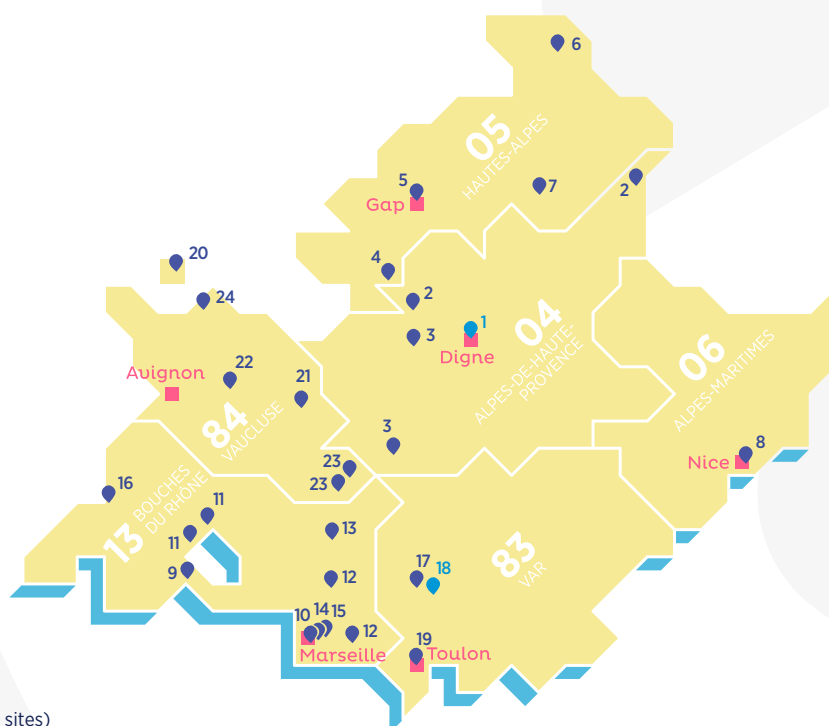 6
05
HAUTES-ALPES
5
Gap
7
2
20
4
24
2
1
04
ALPES-DE-HAUTE-
PROVENCE
3
Digne
06
ALPES-MARITIMES
Avignon
22
21
84
VAUCLUSE
3
8
Nice
23
23
16
13
BOUCHES
DU RHÔNE
11
11
13
83
VAR
9
12
17
18
10
14
15
12
19
Marseille
Toulon
sites)